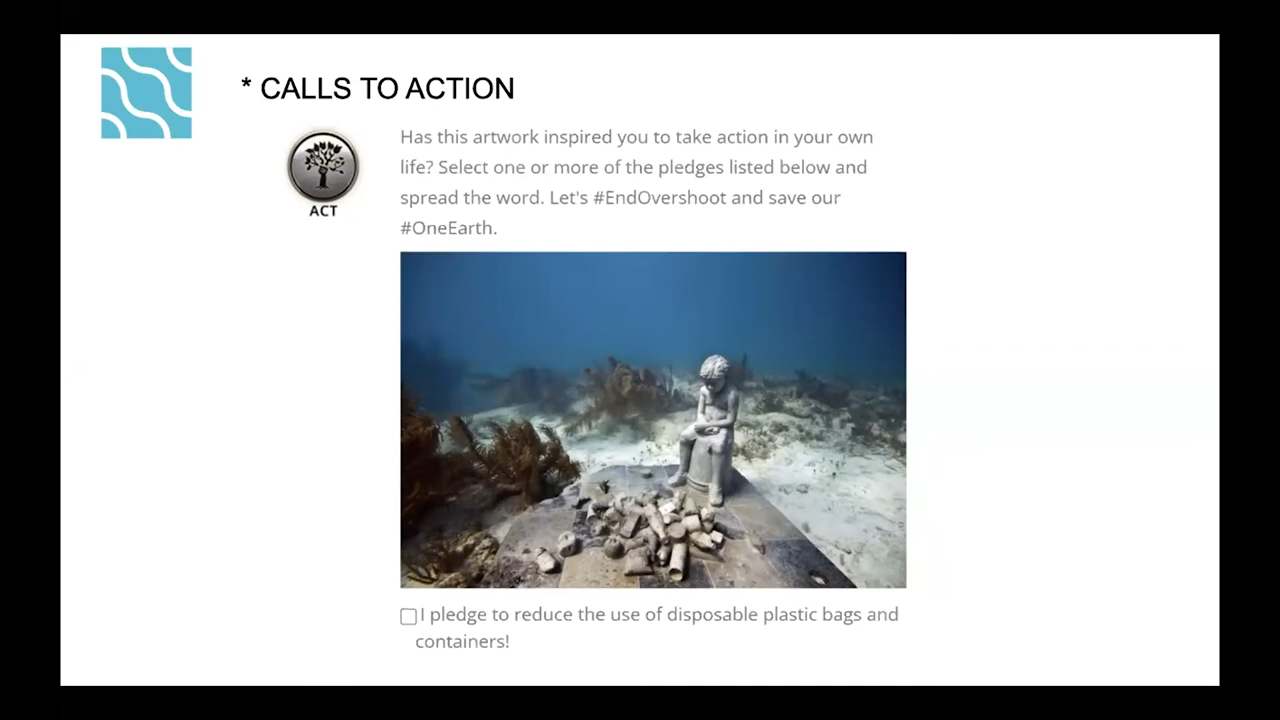 * CALLS TO ACTION
Has this artwork inspired you to take action in your own
life? Select one or more of the pledges listed below and
spread the word. Let's #EndOvershoot and save our
#OneEarth.
ACT
I pledge to reduce the use of disposable plastic bags and
containers!